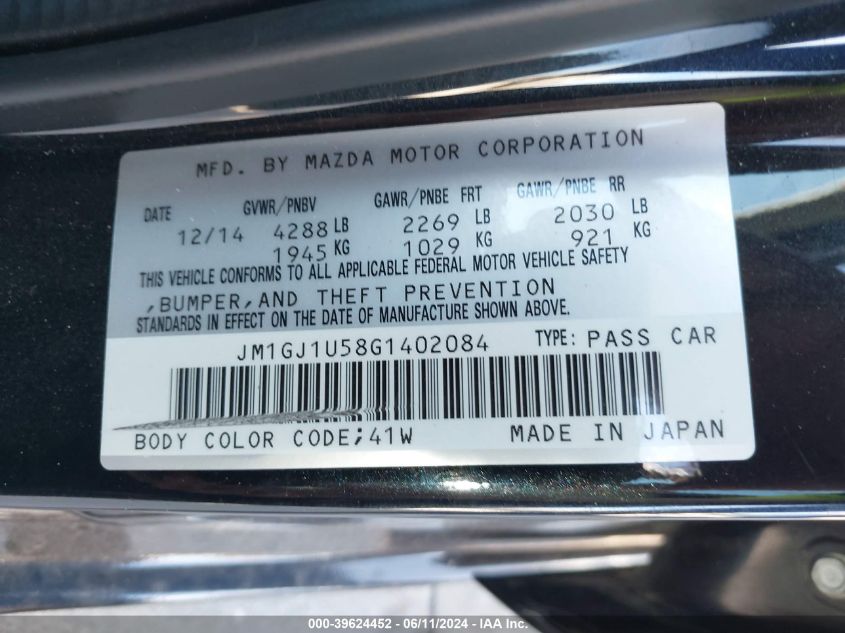 MFD. BY MAZDA MOTOR CORPORATION
DATE GVWR/PNBV GAWR/PNBE FRT GAWR/PNBE RR
12/14 4288 LB 2269 LB 2030 LB
1945 KG 1029 KG 921 KG
THIS VEHICLE CONFORMS TO ALL APPLICABLE FEDERAL MOTOR VEHICLE SAFETY
,BUMPER,AND THEFT PREVENTION
STANDARDS IN EFFECT ON THE DATE OF MANUFACTURE SHOWN ABOVE.
JM1GJ1U58G1402084 TYPE: PASS CAR
BODY COLOR CODE;41W MADE IN JAPAN
000-39624452 - 06/11/2024 - IAAI.com